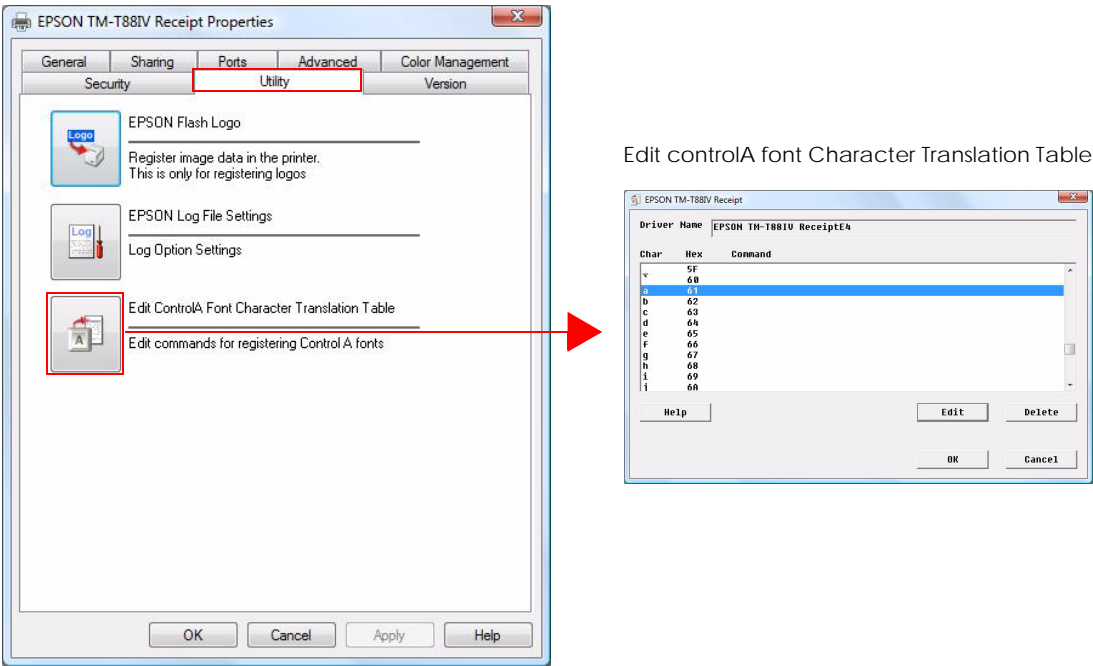 EPSON TM-T88IV Receipt Properties
General Sharing Ports Advanced Color Management
Security Utility Version
Logo
EPSON Flash Logo
Register image data in the printer.
This is only for registering logos
Log
EPSON Log File Settings
Log Option Settings
A
Edit ControlA Font Character Translation Table
Edit commands for registering Control A fonts
OK Cancel Apply Help
Edit controlA font Character Translation Table
EPSON TM-T88IV Receipt
Driver Name EPSON TM-T88IV ReceiptE4
Char Hex Command
5F
60
a 61
b 62
c 63
d 64
e 65
f 66
g 67
h 68
i 69
j 6A
Help Edit Delete
OK Cancel